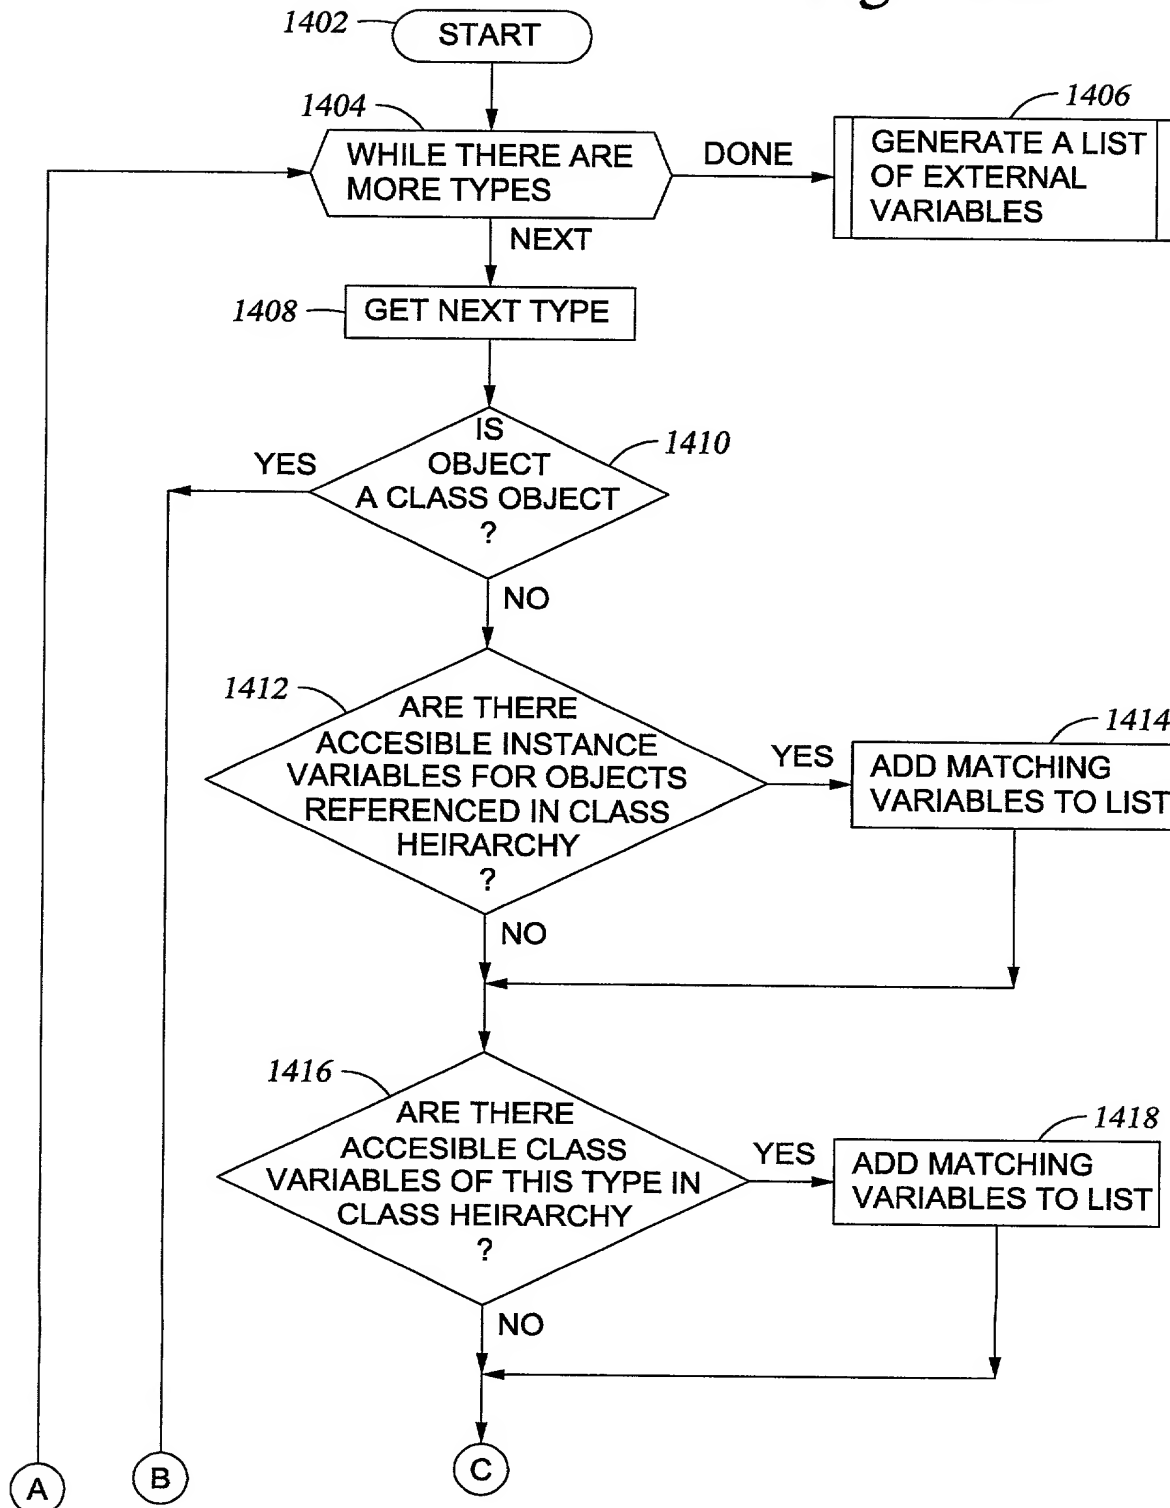 1402
START
1404
WHILE THERE ARE
MORE TYPES
DONE
1406
GENERATE A LIST
OF EXTERNAL
VARIABLES
NEXT
1408
GET NEXT TYPE
IS
OBJECT
A CLASS OBJECT
?
1410
YES
NO
1412
ARE THERE
ACCESIBLE INSTANCE
VARIABLES FOR OBJECTS
REFERENCED IN CLASS
HEIRARCHY
?
YES
1414
ADD MATCHING
VARIABLES TO LIST
NO
1416
ARE THERE
ACCESIBLE CLASS
VARIABLES OF THIS TYPE IN
CLASS HEIRARCHY
?
YES
1418
ADD MATCHING
VARIABLES TO LIST
NO
A
B
C